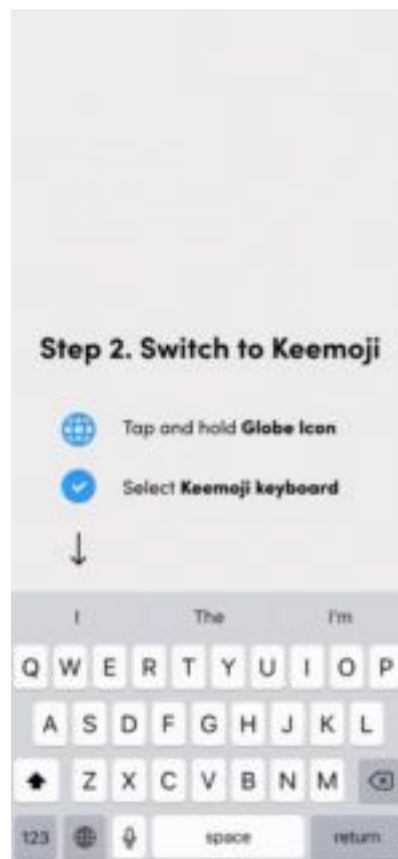 Step 2. Switch to Keemoji
Tap and hold Globe Icon
Select Keemoji keyboard
I The I'm
Q W E R T Y U I O P
A S D F G H J K L
Z X C V B N M
123 space return